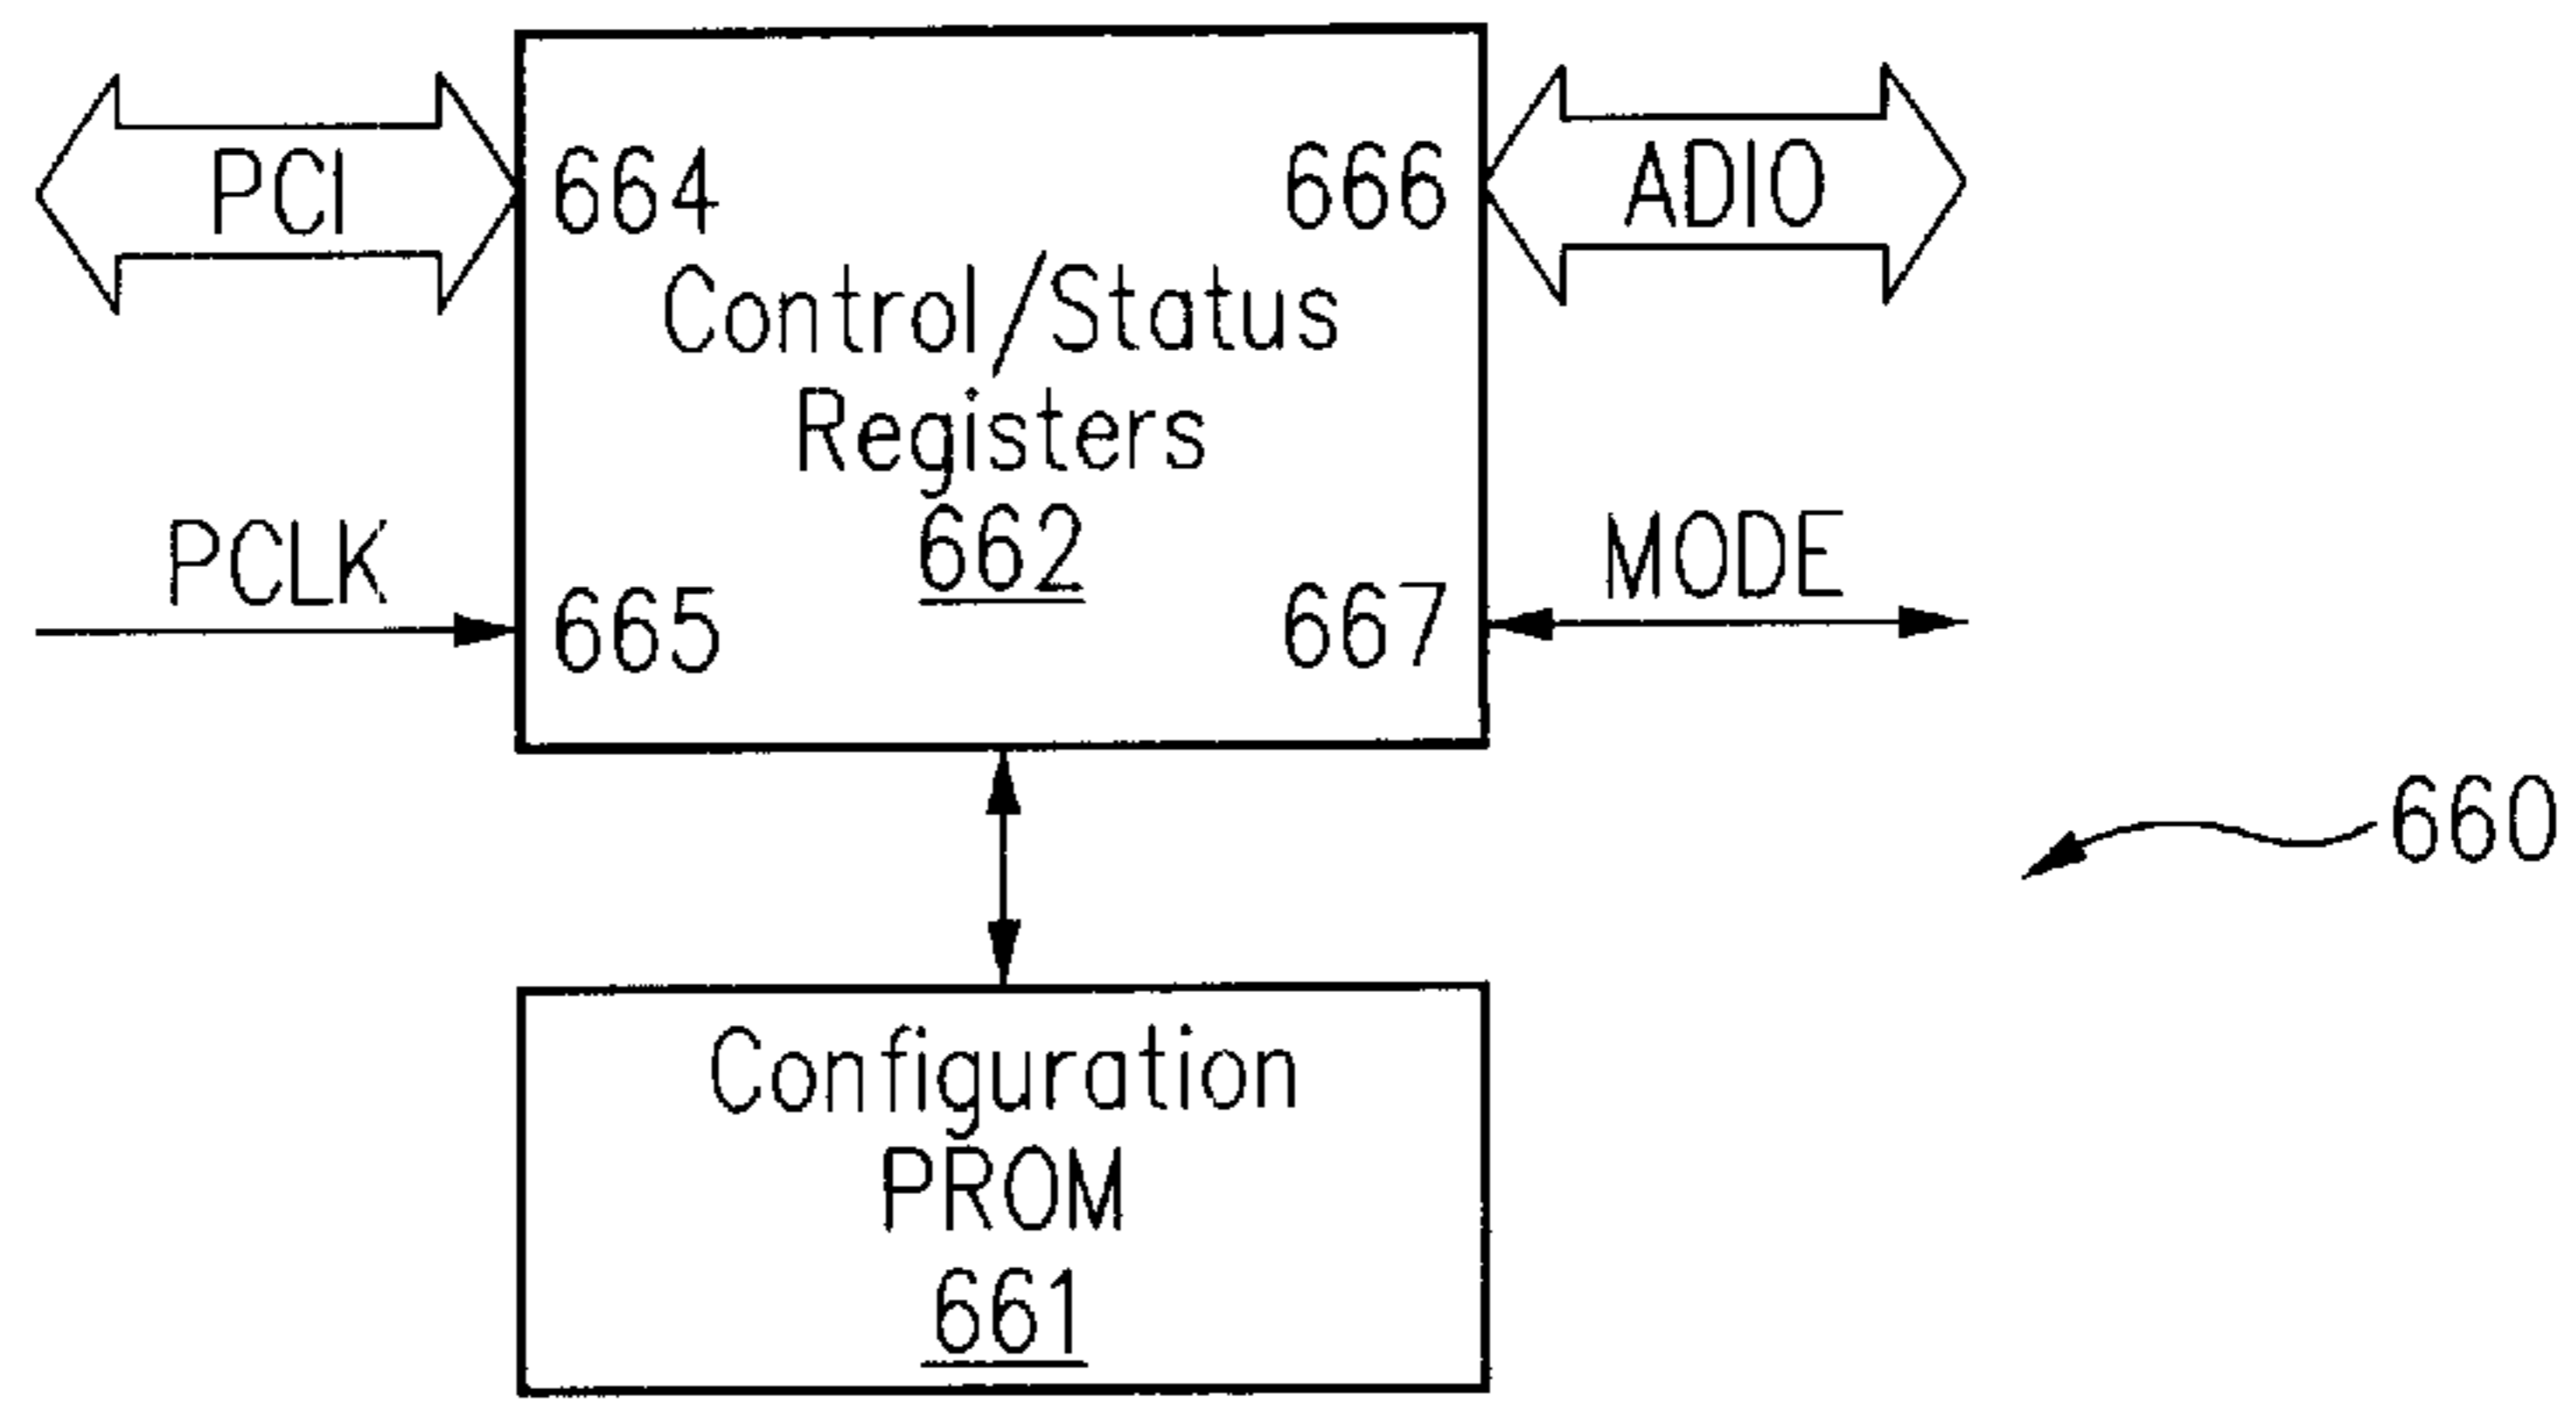 PCI
664
666
ADIO
Control/Status
Registers
662
PCLK
665
667
MODE
660
Configuration
PROM
661